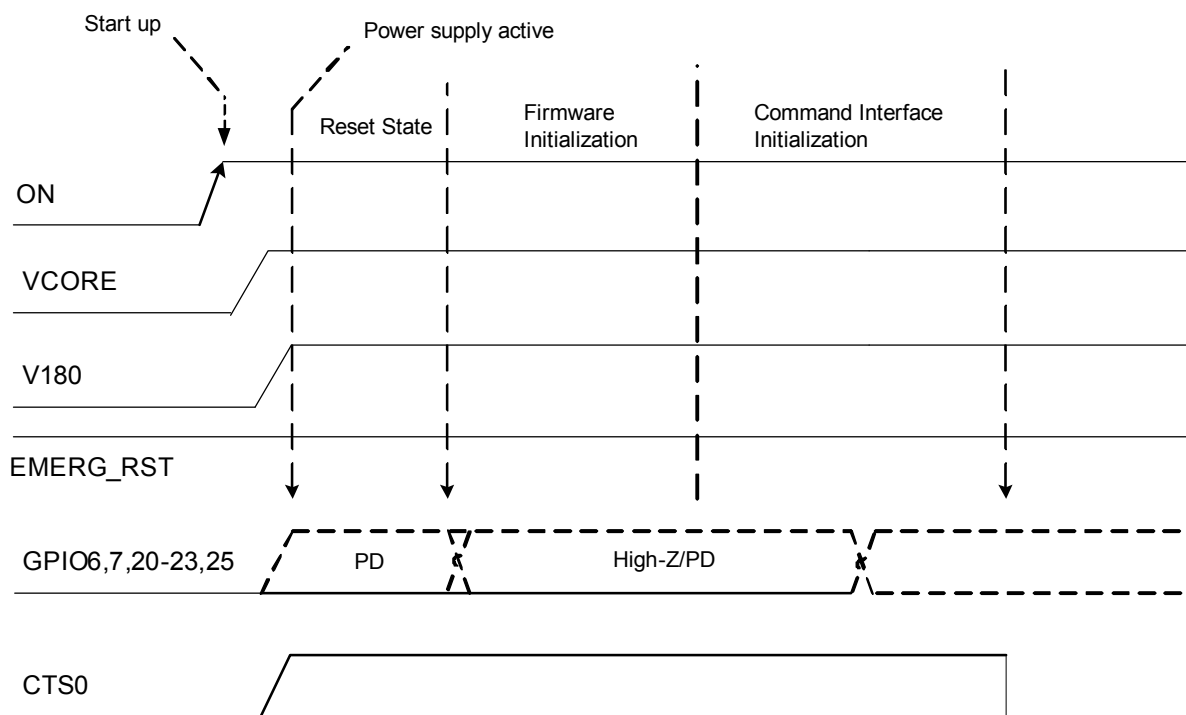 Start up
Power supply active
Reset State
Firmware
Initialization
Command Interface
Initialization
ON
VCORE
V180
EMERG_RST
GPIO6,7,20-23,25
PD
High-Z/PD
CTS0